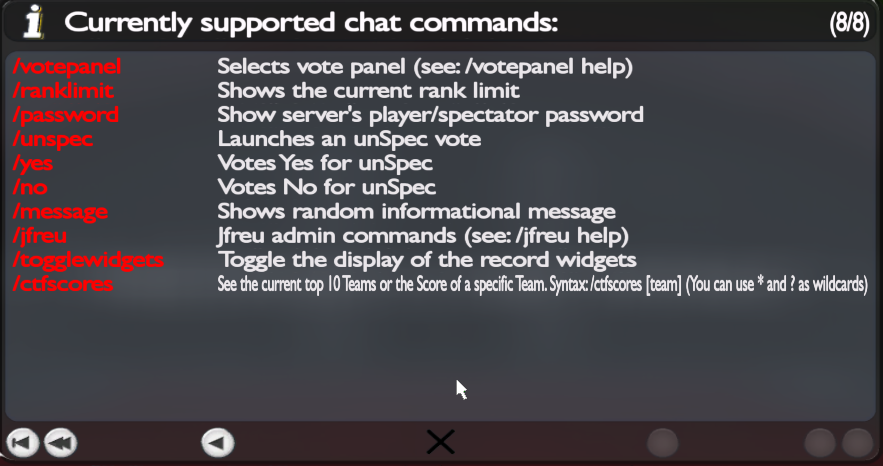 i Currently supported chat commands: (8/8)
/votepanel Selects vote panel (see: /votepanel help)
/ranklimit Shows the current rank limit
/password Show server's player/spectator password
/unspec Launches an unSpec vote
/yes Votes Yes for unSpec
/no Votes No for unSpec
/message Shows random informational message
/jfreu Jfreu admin commands (see: /jfreu help)
/togglewidgets Toggle the display of the record widgets
/ctfscores See the current top 10 Teams or the Score of a specific Team. Syntax: /ctfscores [team] (You can use * and ? as wildcards)